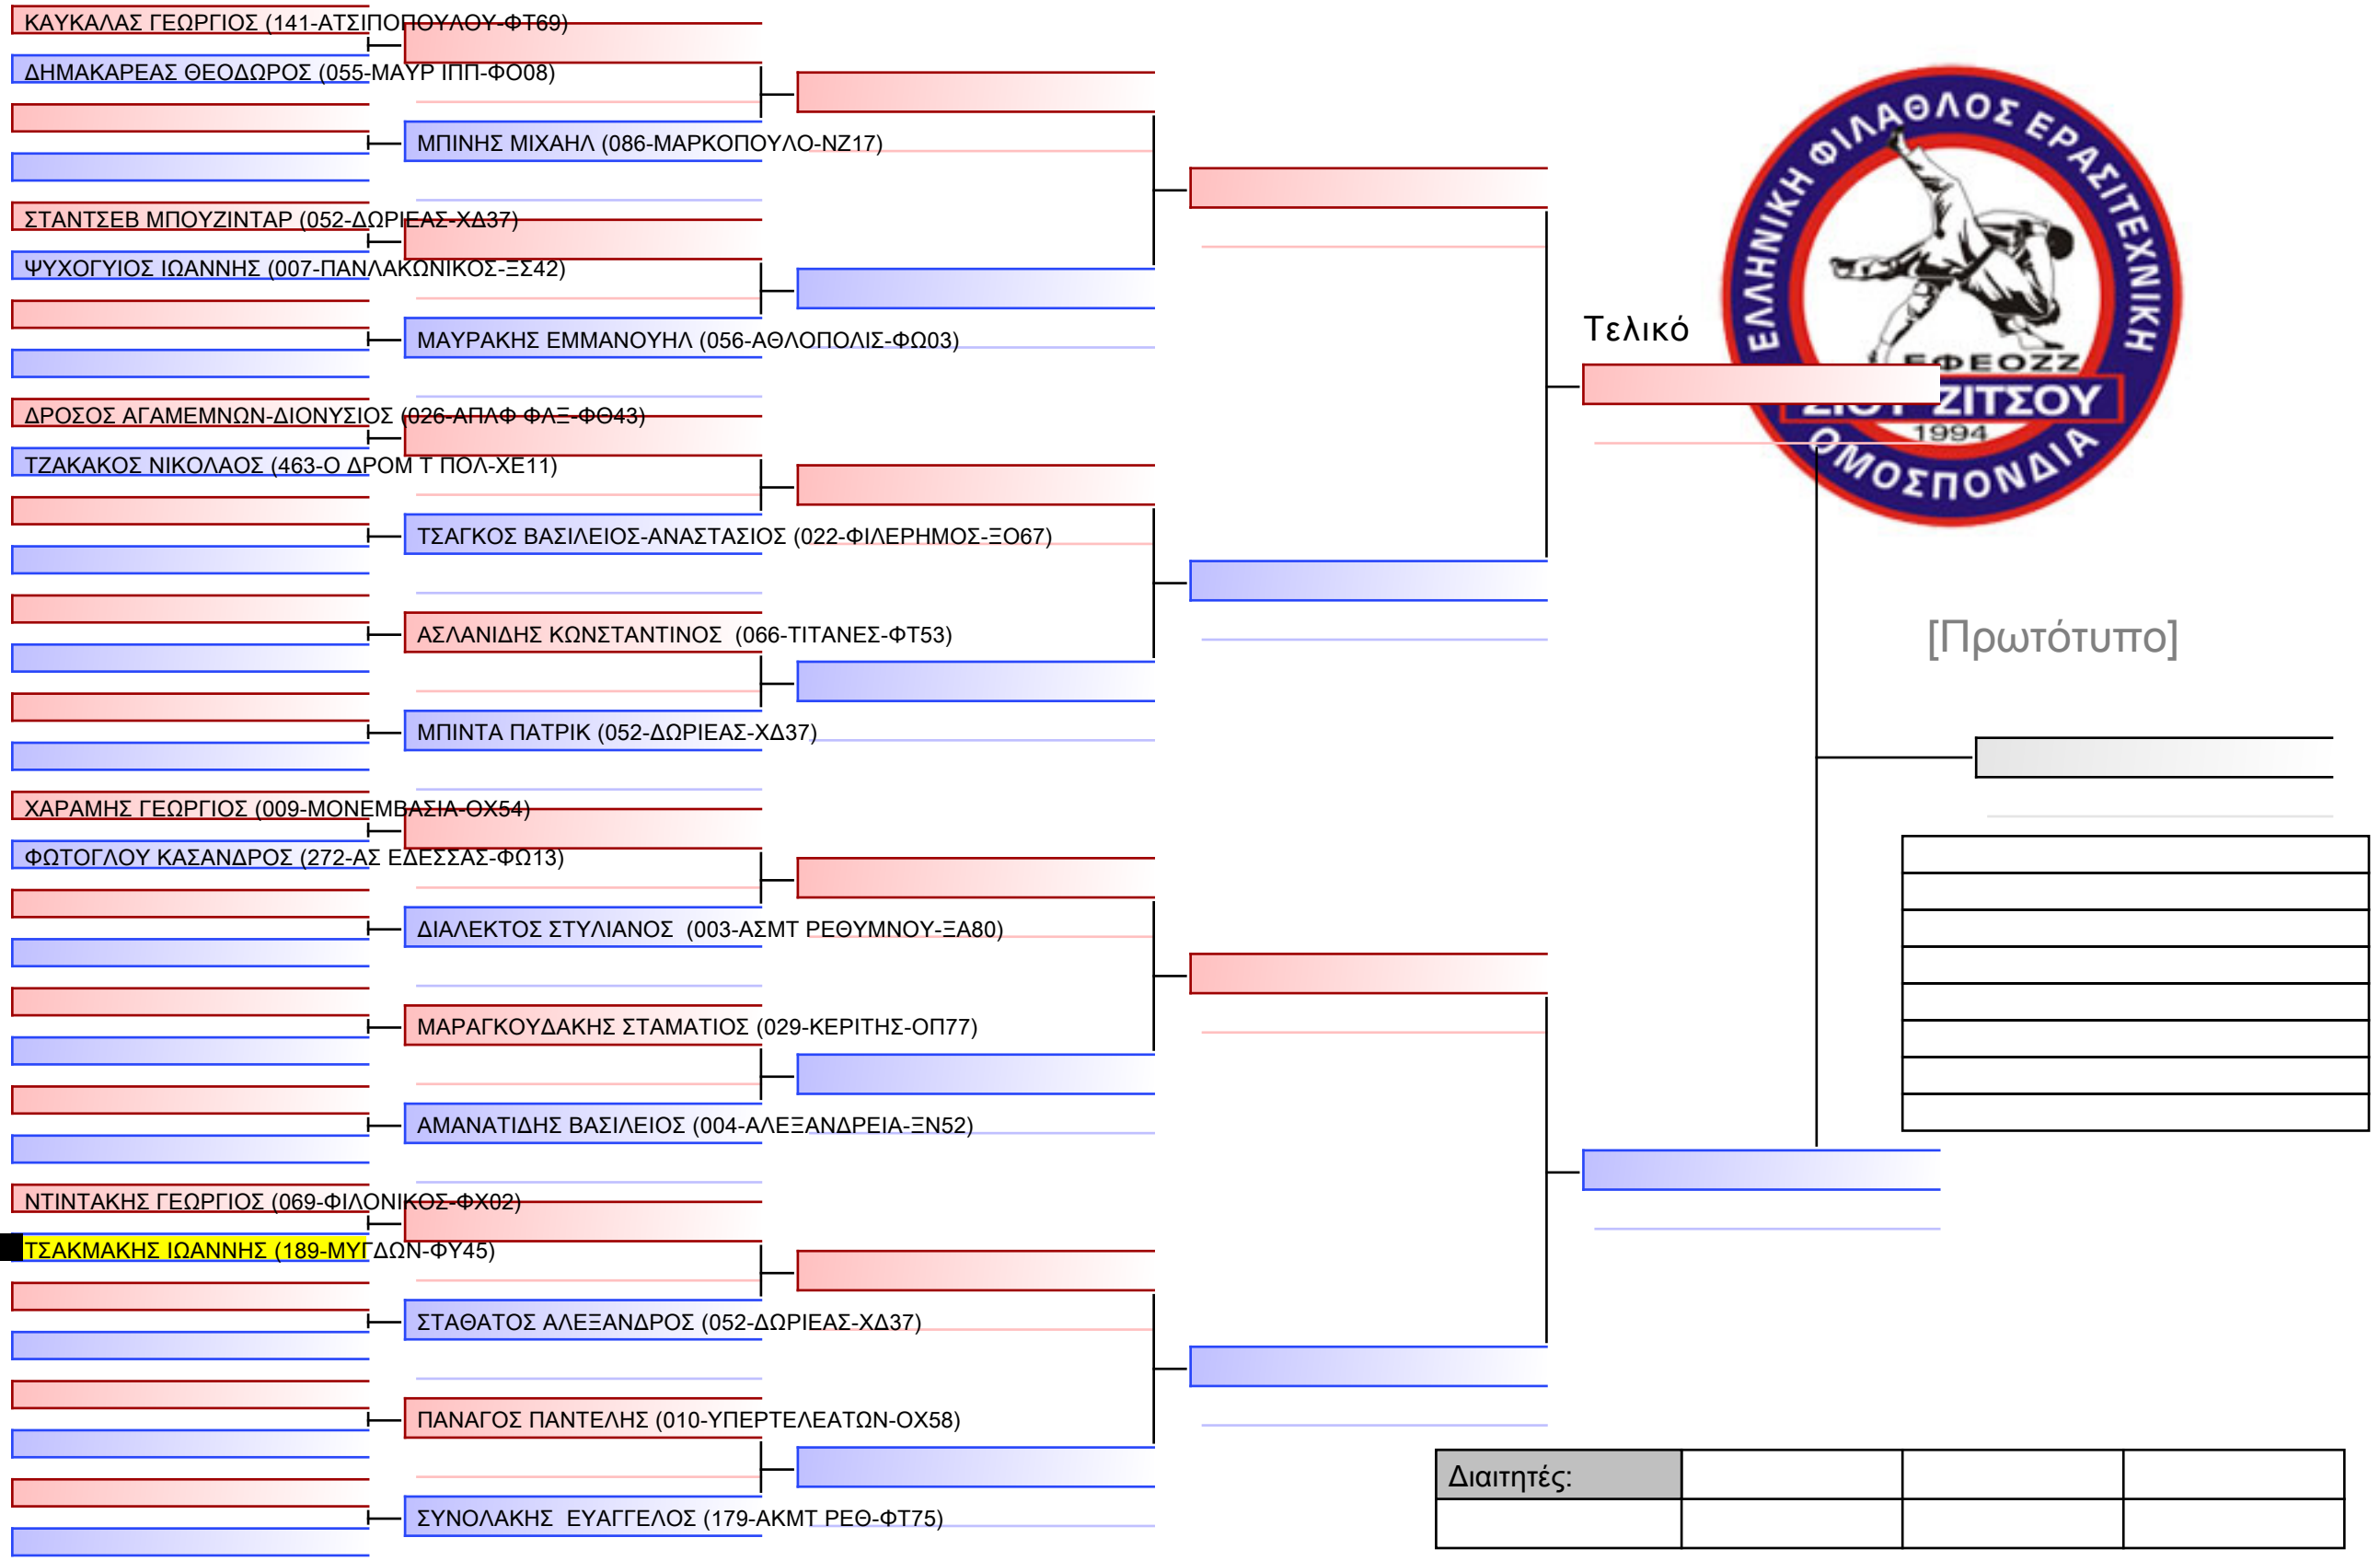 ΚΑΥΚΑΛΑΣ ΓΕΩΡΓΙΟΣ (141-ΑΤΣΙΠΟΠΟΥΛΟΥ-ΦΤ69)
ΔΗΜΑΚΑΡΕΑΣ ΘΕΟΔΩΡΟΣ (055-ΜΑΥΡ ΙΠΠ-ΦΟ08)
ΜΠΙΝΗΣ ΜΙΧΑΗΛ (086-ΜΑΡΚΟΠΟΥΛΟ-ΝΖ17)
ΣΤΑΝΤΣΕΒ ΜΠΟΥΖΙΝΤΑΡ (052-ΔΩΡΙΕΑΣ-ΧΔ37)
ΨΥΧΟΓΥΙΟΣ ΙΩΑΝΝΗΣ (007-ΠΑΝΛΑΚΩΝΙΚΟΣ-ΞΣ42)
ΜΑΥΡΑΚΗΣ ΕΜΜΑΝΟΥΗΛ (056-ΑΘΛΟΠΟΛΙΣ-ΦΩ03)
ΔΡΟΣΟΣ ΑΓΑΜΕΜΝΩΝ-ΔΙΟΝΥΣΙΟΣ (026-ΑΠΛΦ ΦΛΞ-ΦΘ43)
ΤΖΑΚΑΚΟΣ ΝΙΚΟΛΑΟΣ (463-Ο ΔΡΟΜ Τ ΠΟΛ-ΧΕ11)
ΤΣΑΓΚΟΣ ΒΑΣΙΛΕΙΟΣ-ΑΝΑΣΤΑΣΙΟΣ (022-ΦΙΛΕΡΗΜΟΣ-ΞΟ67)
ΑΣΛΑΝΙΔΗΣ ΚΩΝΣΤΑΝΤΙΝΟΣ  (066-ΤΙΤΑΝΕΣ-ΦΤ53)
ΜΠΙΝΤΑ ΠΑΤΡΙΚ (052-ΔΩΡΙΕΑΣ-ΧΔ37)
ΧΑΡΑΜΗΣ ΓΕΩΡΓΙΟΣ (009-ΜΟΝΕΜΒΑΣΙΑ-ΟΧ54)
ΦΩΤΟΓΛΟΥ ΚΑΣΑΝΔΡΟΣ (272-ΑΣ ΕΔΕΣΣΑΣ-ΦΩ13)
ΔΙΑΛΕΚΤΟΣ ΣΤΥΛΙΑΝΟΣ  (003-ΑΣΜΤ ΡΕΘΥΜΝΟΥ-ΞΑ80)
ΜΑΡΑΓΚΟΥΔΑΚΗΣ ΣΤΑΜΑΤΙΟΣ (029-ΚΕΡΙΤΗΣ-ΟΠ77)
ΑΜΑΝΑΤΙΔΗΣ ΒΑΣΙΛΕΙΟΣ (004-ΑΛΕΞΑΝΔΡΕΙΑ-ΞΝ52)
ΝΤΙΝΤΑΚΗΣ ΓΕΩΡΓΙΟΣ (069-ΦΙΛΟΝΙΚΟΣ-ΦΧ02)
ΤΣΑΚΜΑΚΗΣ ΙΩΑΝΝΗΣ (189-ΜΥΓΔΩΝ-ΦΥ45)
ΣΤΑΘΑΤΟΣ ΑΛΕΞΑΝΔΡΟΣ (052-ΔΩΡΙΕΑΣ-ΧΔ37)
ΠΑΝΑΓΟΣ ΠΑΝΤΕΛΗΣ (010-ΥΠΕΡΤΕΛΕΑΤΩΝ-ΟΧ58)
ΣΥΝΟΛΑΚΗΣ  ΕΥΑΓΓΕΛΟΣ (179-ΑΚΜΤ ΡΕΘ-ΦΤ75)
Τελικό
ΕΛΛΗΝΙΚΗ ΦΙΛΑΘΛΟΣ ΕΡΑΣΙΤΕΧΝΙΚΗ
ΕΦΕΟΖΖ
ΖΙΤΣΟΥ
1994
ΟΜΟΣΠΟΝΔΙΑ
[Πρωτότυπο]
Διαιτητές: